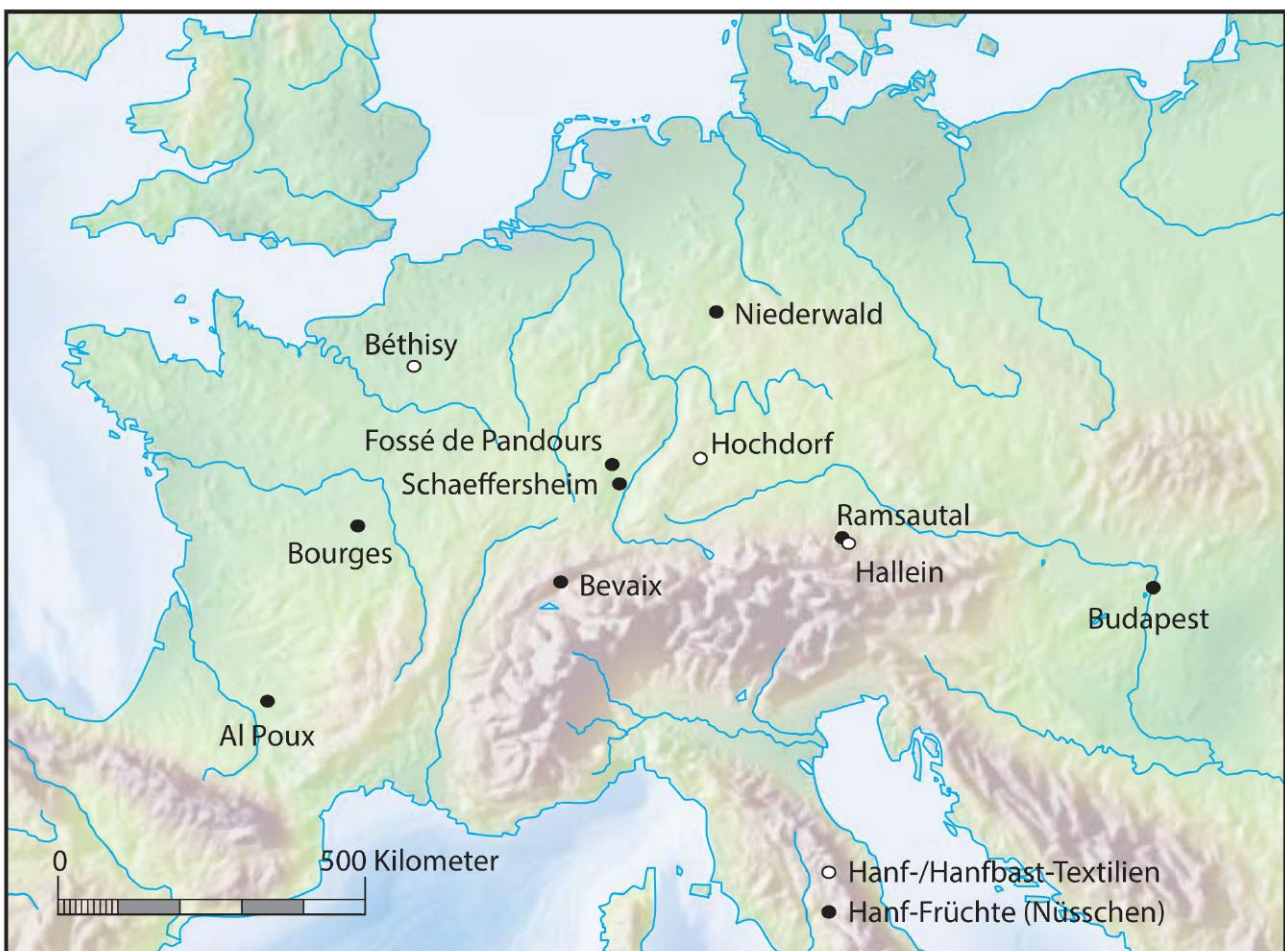 Niederwald
Béthisy
Fossé de Pandours
Hochdorf
Schaeffersheim
Ramsautal
Bourges
Hallein
Bevaix
Budapest
Al Poux
0
500 Kilometer
Hanf-/Hanfbast-Textilien
Hanf-Früchte (Nüsschen)